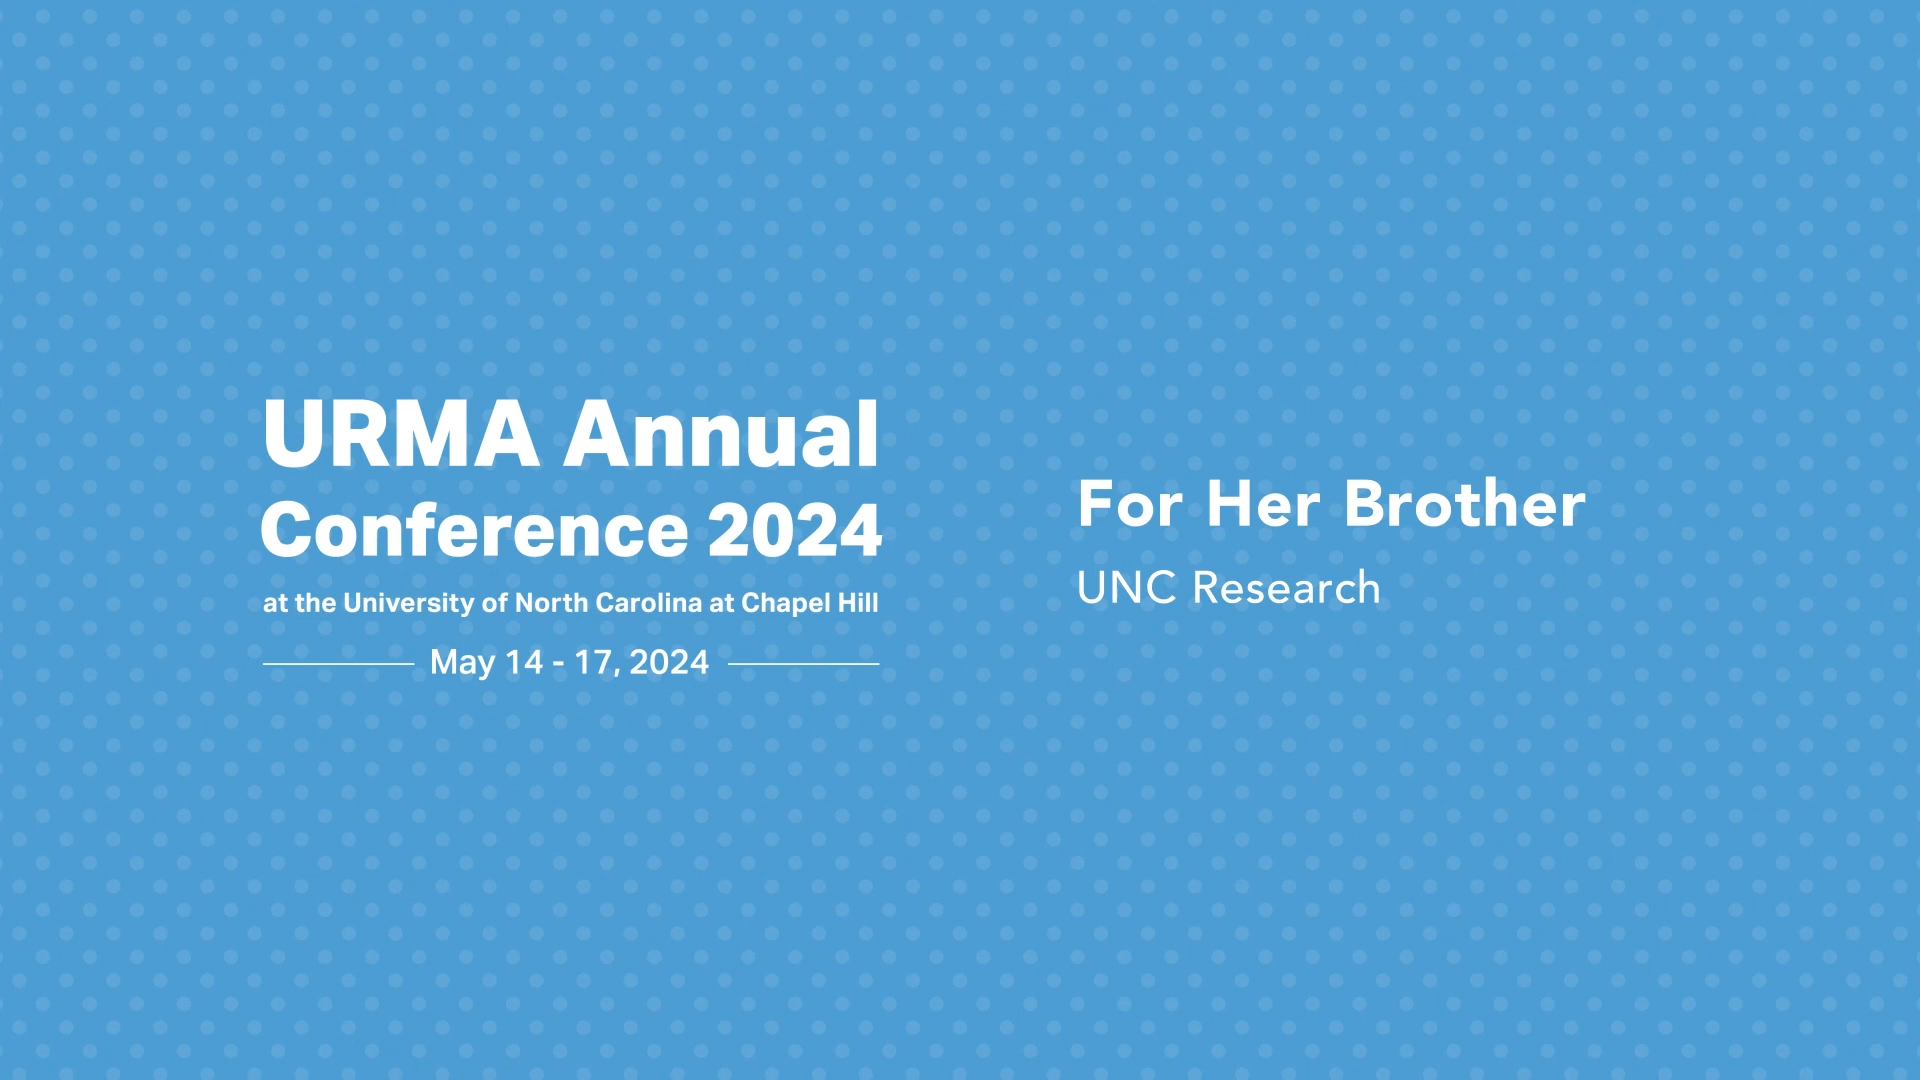 URMA Annual
Conference 2024
at the University of North Carolina at Chapel Hill
May 14 - 17, 2024
For Her Brother
UNC Research